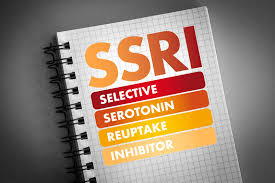 SSRI
SELECTIVE
SEROTONIN
REUPTAKE
INHIBITOR